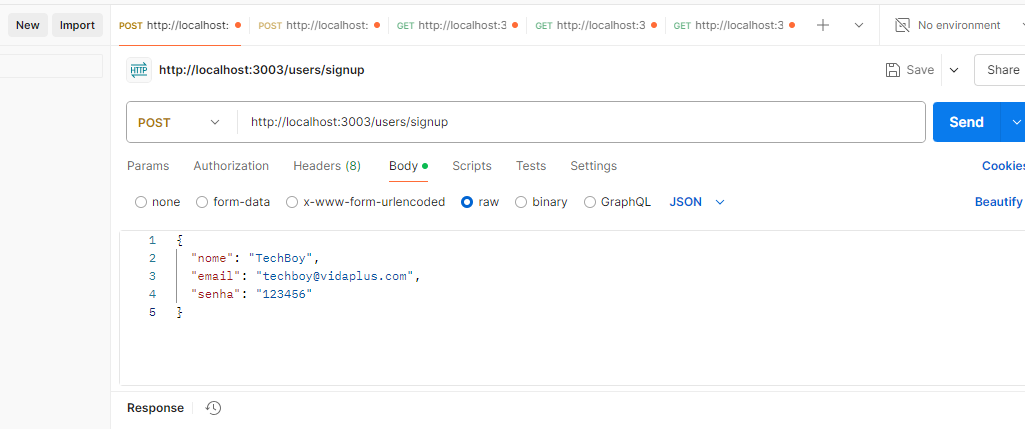 New Import POST http://localhost: POST http://localhost: GET http://localhost:3 GET http://localhost:3 GET http://localhost:3 No environment
HTTP http://localhost:3003/users/signup Save Share
POST http://localhost:3003/users/signup Send
Params Authorization Headers (8) Body Scripts Tests Settings Cookies
none form-data x-www-form-urlencoded raw binary GraphQL JSON Beautify
1 {
2 "nome": "TechBoy",
3 "email": "techboy@vidaplus.com",
4 "senha": "123456"
5 }
Response